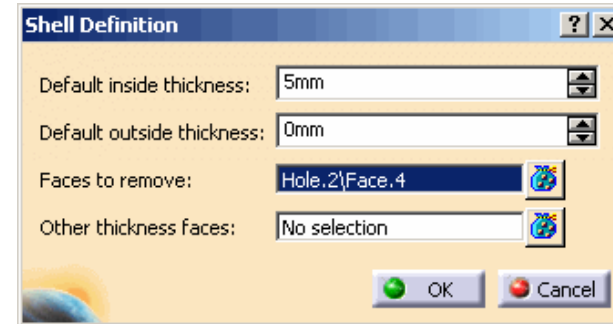 Shell Definition
Default inside thickness: 5mm
Default outside thickness: 0mm
Faces to remove: Hole.2\Face.4
Other thickness faces: No selection
OK Cancel